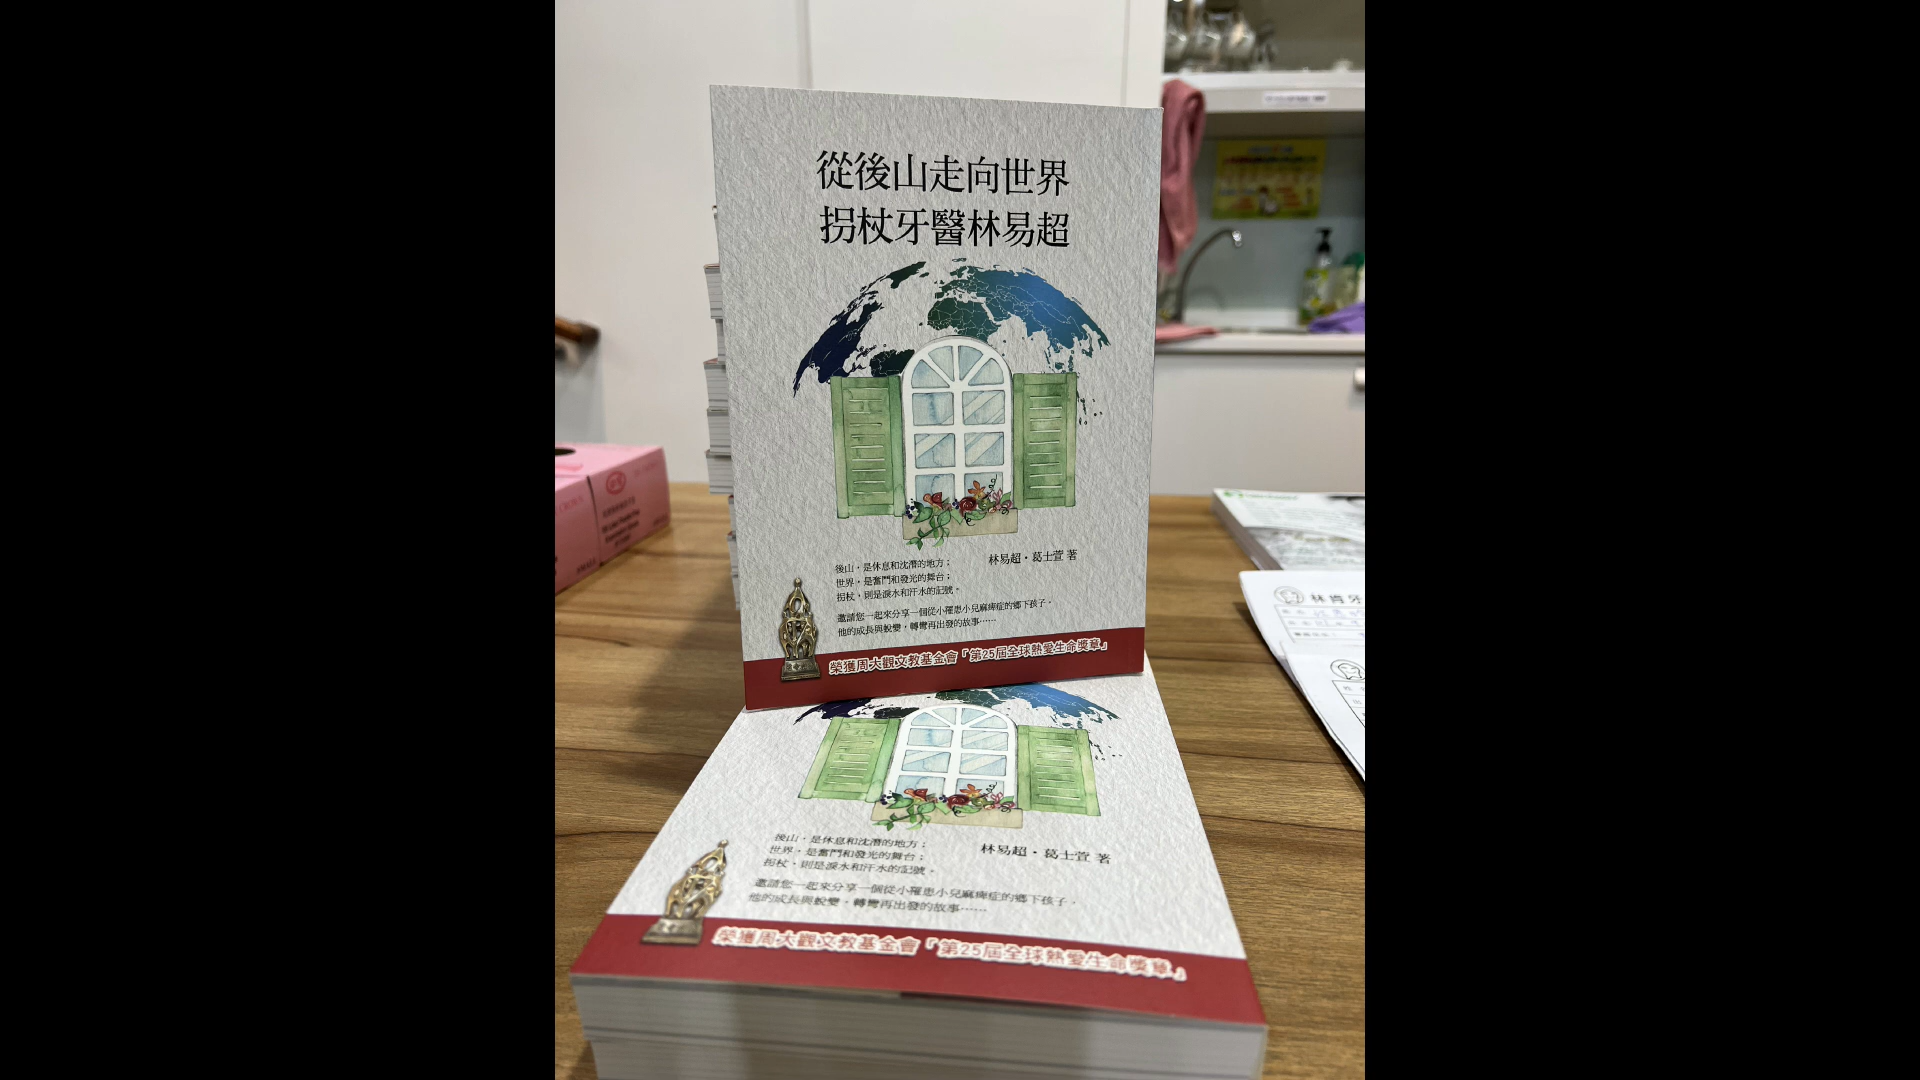 從後山走向世界
拐杖牙醫林易超
林易超・葛士萱 著
後山，是休息和沈潛的地方；
世界，是奮鬥和發光的舞台；
拐杖，則是淚水和汗水的記號。
邀請您一起來分享一個從小罹患小兒麻痺症的鄉下孩子，
他的成長與蛻變，轉彎再出發的故事⋯⋯
榮獲周大觀文教基金會「第25屆全球熱愛生命獎章」
林易超・葛士萱 著
後山，是休息和沈潛的地方；
世界，是奮鬥和發光的舞台；
拐杖，則是淚水和汗水的記號。
邀請您一起來分享一個從小罹患小兒麻痺症的鄉下孩子，
他的成長與蛻變，轉彎再出發的故事⋯⋯
榮獲周大觀文教基金會「第25屆全球熱愛生命獎章」
林肯牙